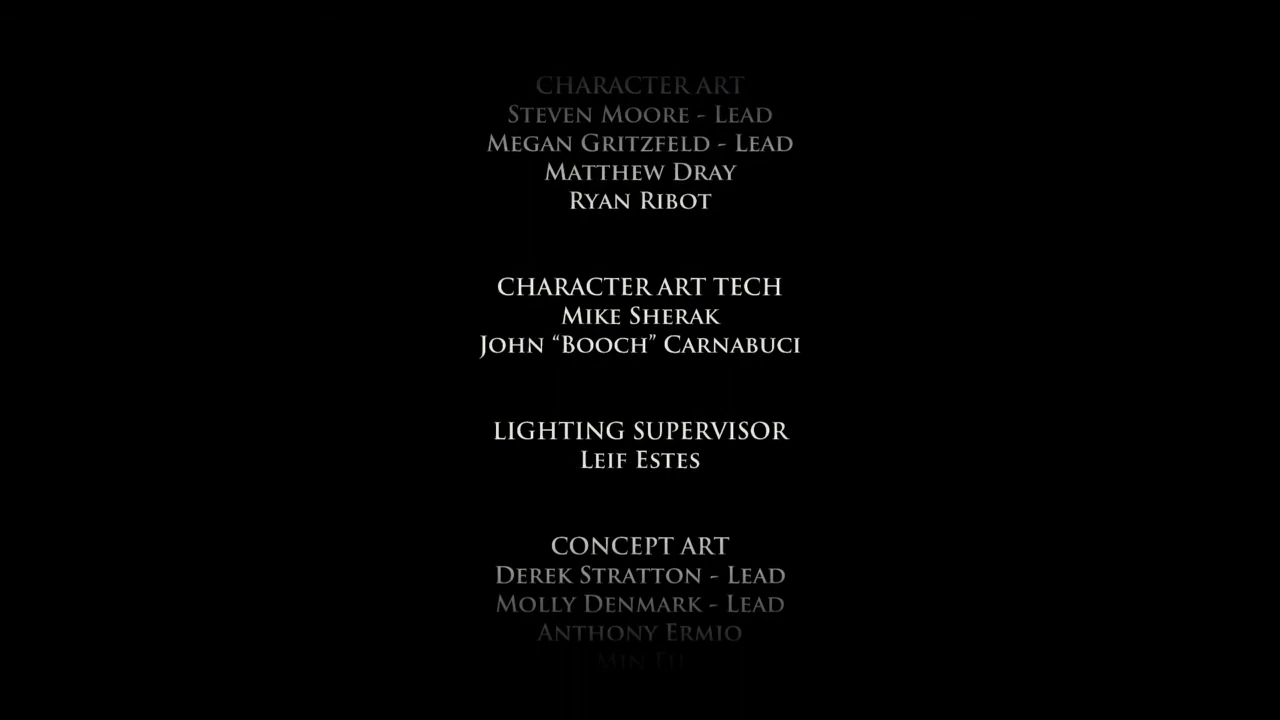 CHARACTER ART
STEVEN MOORE - LEAD
MEGAN GRITZFELD - LEAD
MATTHEW DRAY
RYAN RIBOT
CHARACTER ART TECH
MIKE SHERAK
JOHN “BOOCH” CARNABUCI
LIGHTING SUPERVISOR
LEIF ESTES
CONCEPT ART
DEREK STRATTON - LEAD
MOLLY DENMARK - LEAD
ANTHONY ERMIO
MIN